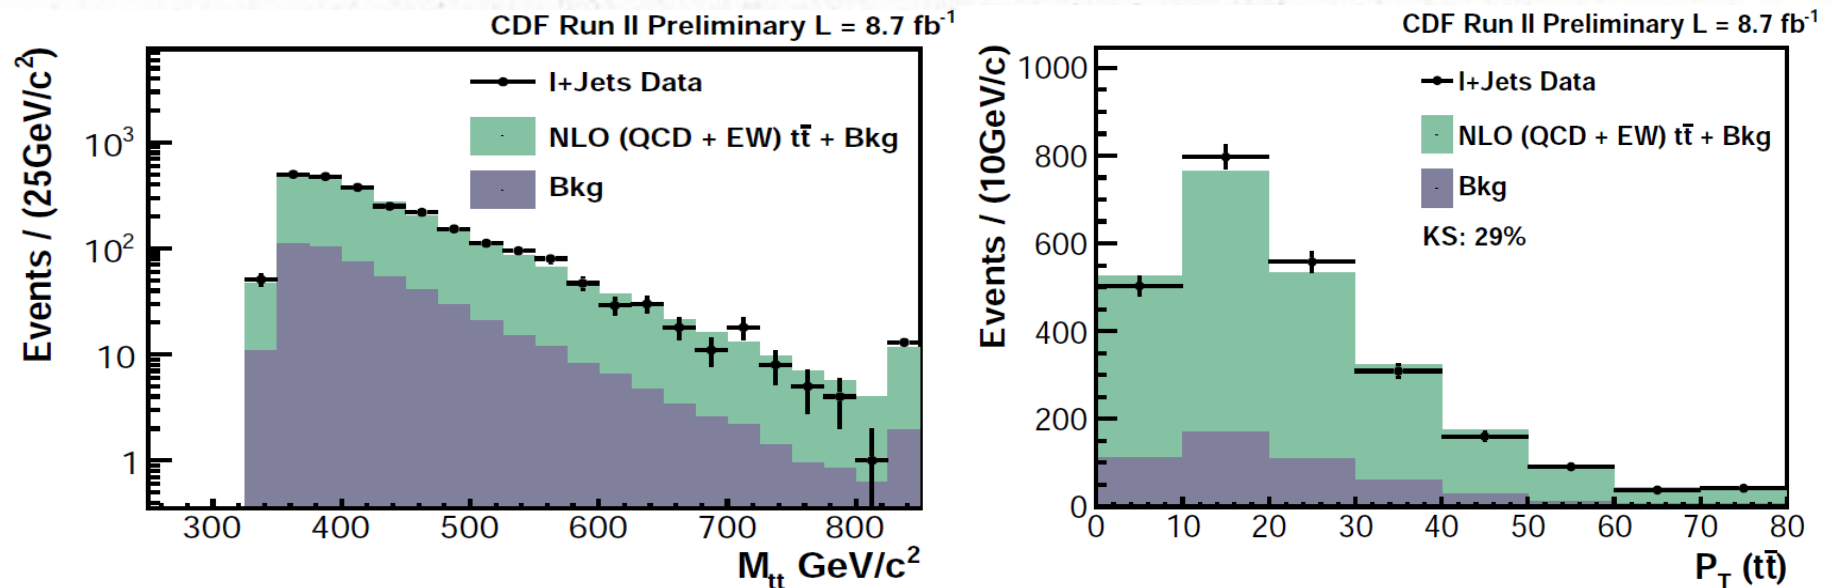 CDF Run II Preliminary L = 8.7 fb⁻¹
Events / (25GeV/c²)
l+Jets Data
NLO (QCD + EW) tt̄ + Bkg
Bkg
10³
10²
10
1
300 400 500 600 700 800
M_tt GeV/c²
CDF Run II Preliminary L = 8.7 fb⁻¹
Events / (10GeV/c)
l+Jets Data
NLO (QCD + EW) tt̄ + Bkg
Bkg
KS: 29%
1000
800
600
400
200
0
0 10 20 30 40 50 60 70 80
P_T (tt̄)